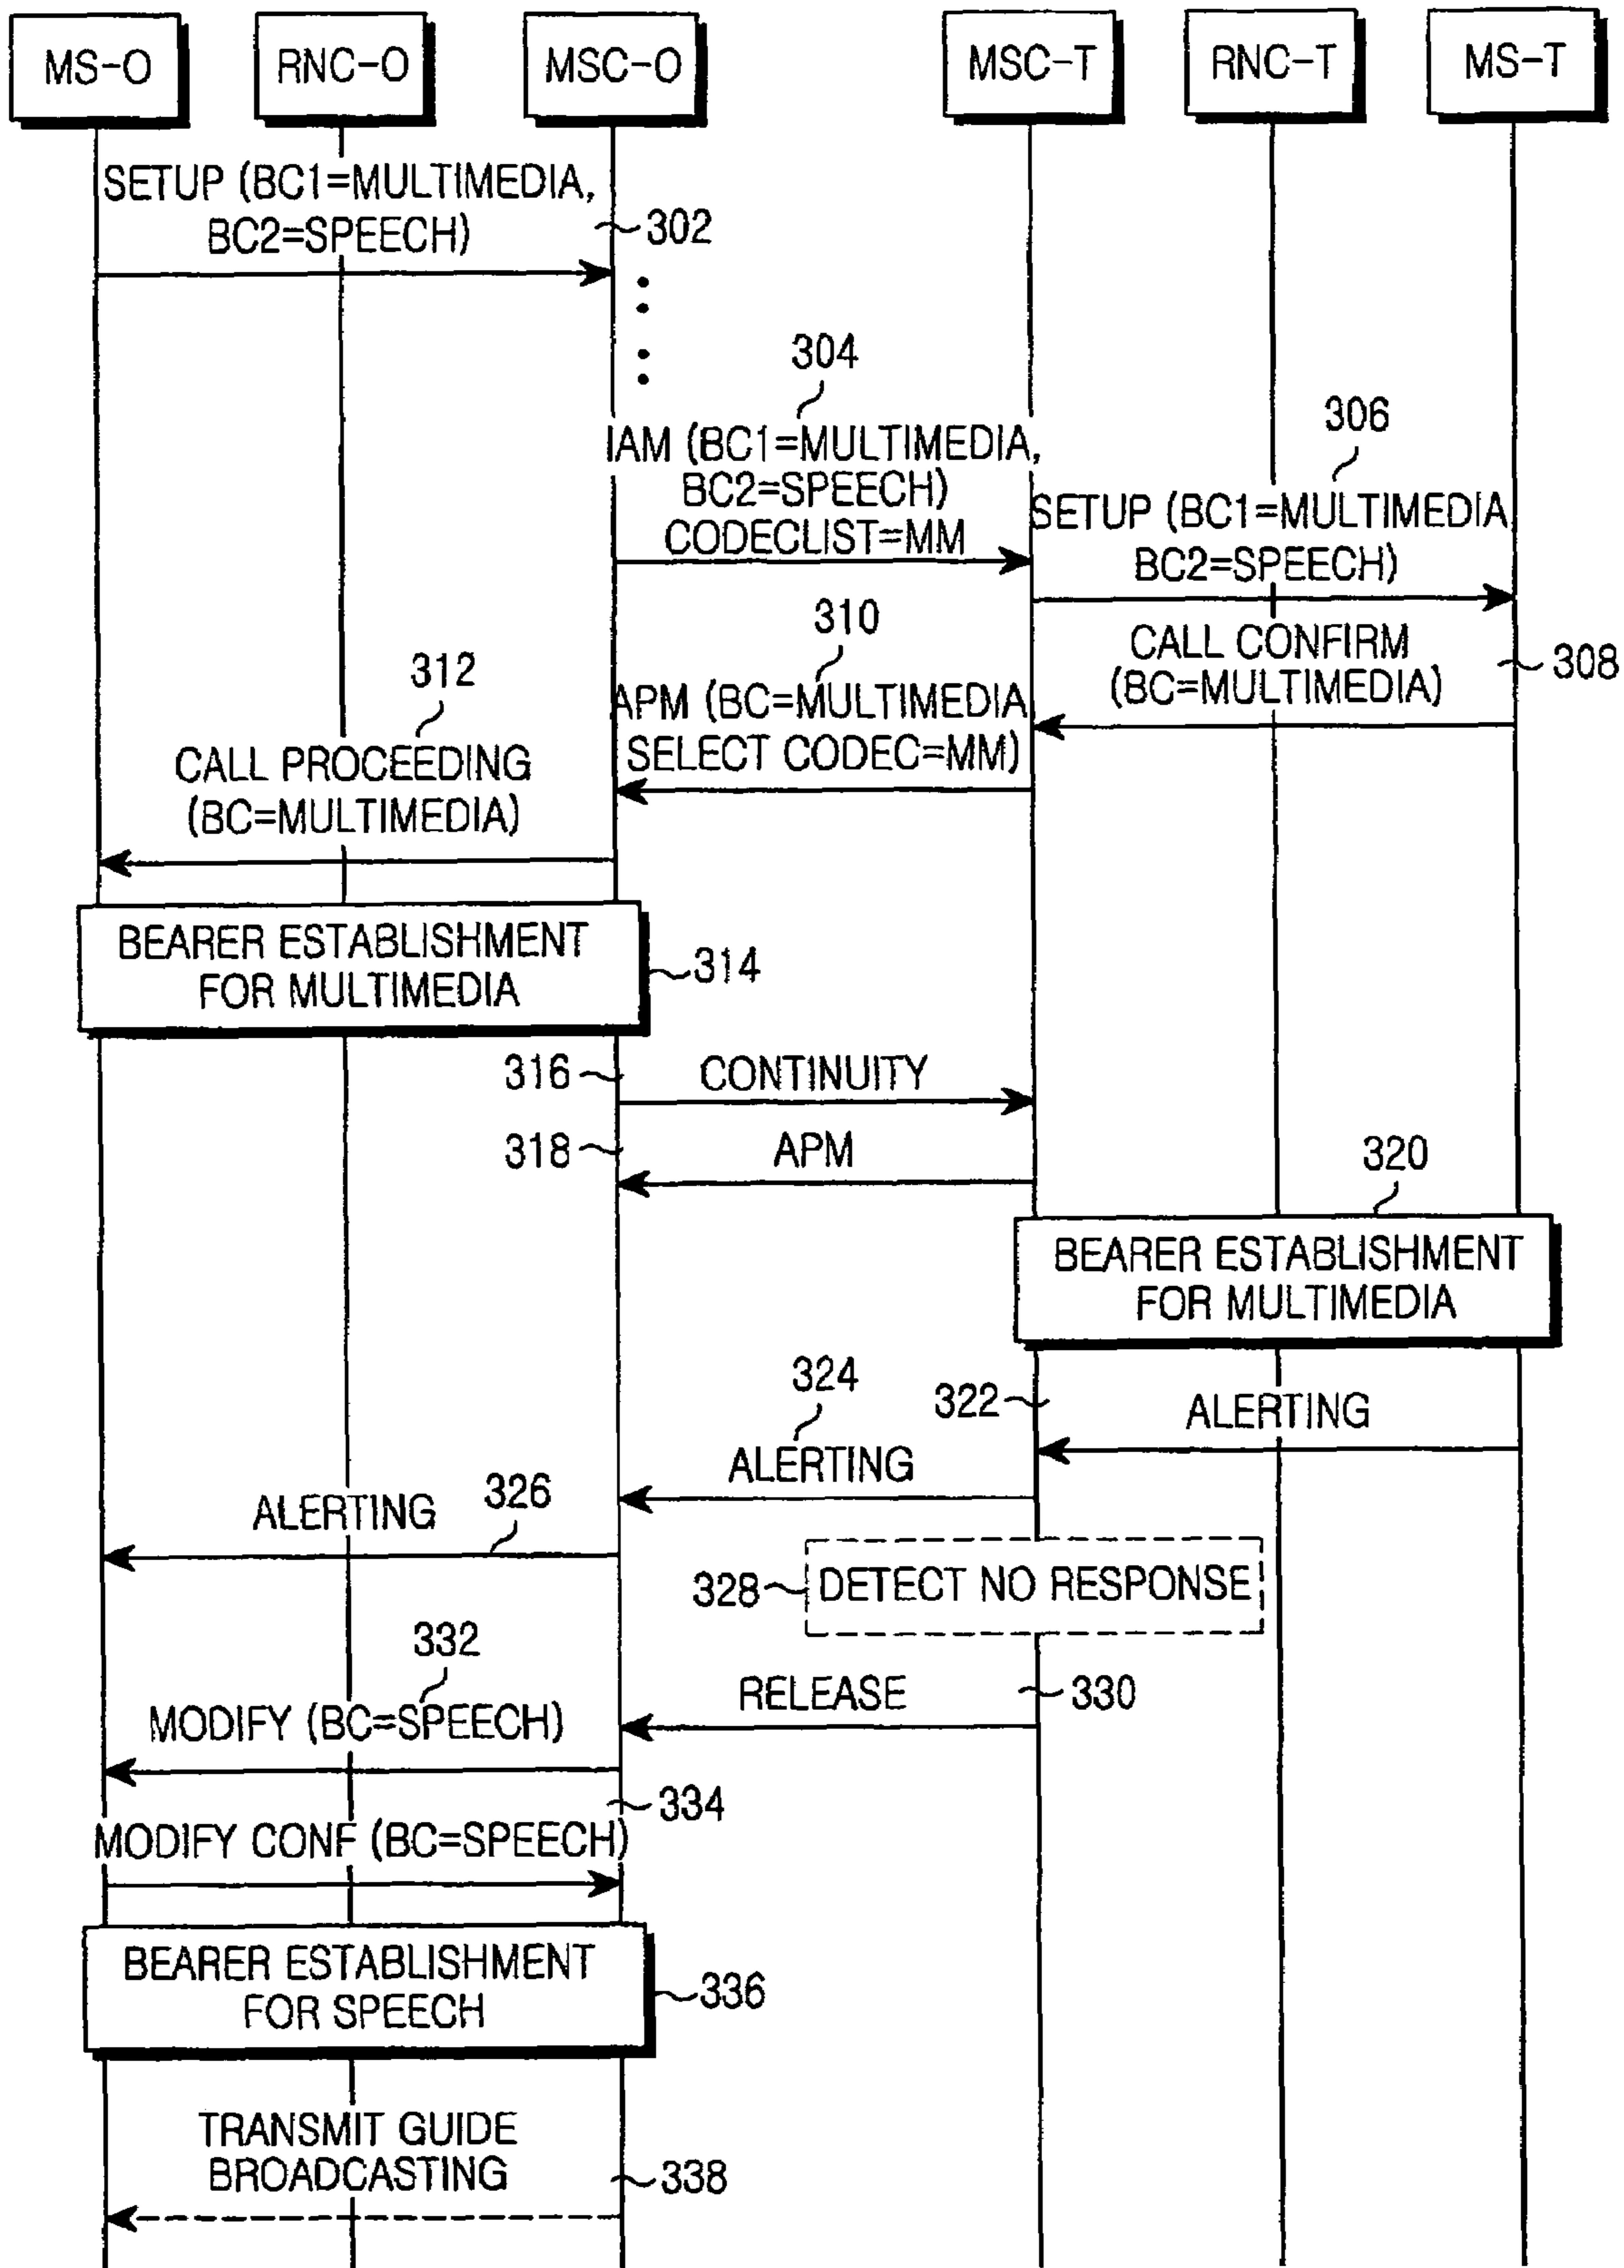 MS-O
RNC-O
MSC-O
MSC-T
RNC-T
MS-T
SETUP (BC1=MULTIMEDIA,
BC2=SPEECH)
302
304
IAM (BC1=MULTIMEDIA,
BC2=SPEECH)
CODECLIST=MM
306
SETUP (BC1=MULTIMEDIA
BC2=SPEECH)
CALL CONFIRM
(BC=MULTIMEDIA)
308
310
APM (BC=MULTIMEDIA
SELECT CODEC=MM)
312
CALL PROCEEDING
(BC=MULTIMEDIA)
BEARER ESTABLISHMENT
FOR MULTIMEDIA
314
316
CONTINUITY
318
APM
320
BEARER ESTABLISHMENT
FOR MULTIMEDIA
322
ALERTING
324
ALERTING
326
ALERTING
328
DETECT NO RESPONSE
RELEASE
330
332
MODIFY (BC=SPEECH)
334
MODIFY CONF (BC=SPEECH)
BEARER ESTABLISHMENT
FOR SPEECH
336
TRANSMIT GUIDE
BROADCASTING
338